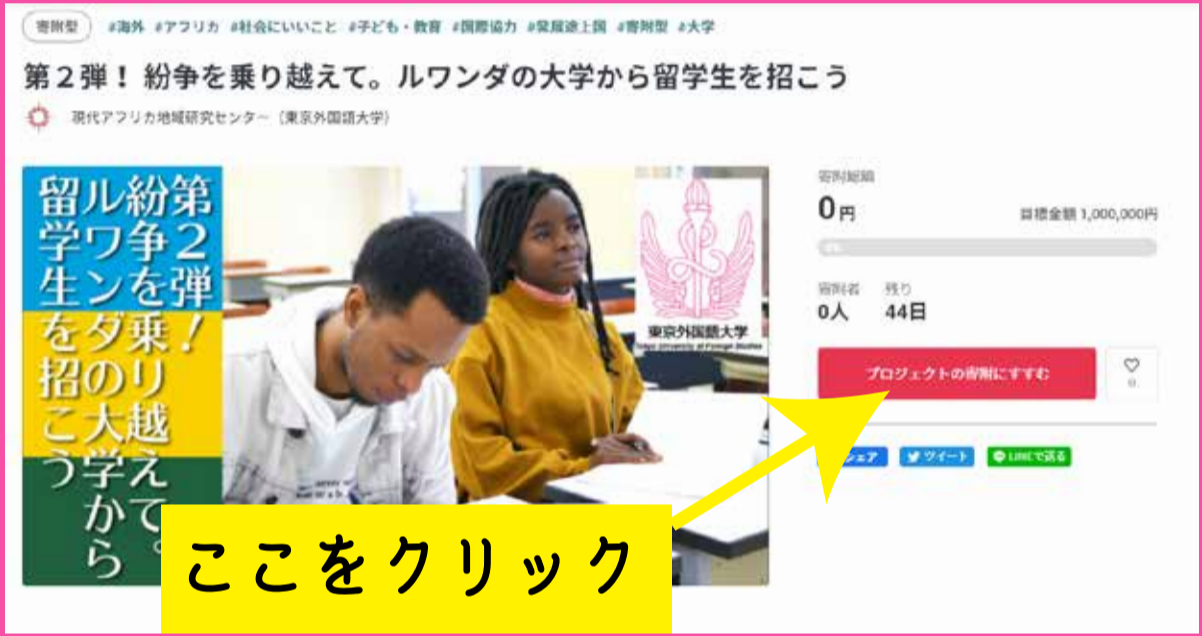 寄附型 #海外 #アフリカ #社会にいいこと #子ども・教育 #国際協力 #発展途上国 #寄附型 #大学
第2弾！ 紛争を乗り越えて。ルワンダの大学から留学生を招こう
現代アフリカ地域研究センター（東京外国語大学）
第２弾！
紛争を乗り越えて。
ルワンダの大学から
留学生を招こう
東京外国語大学
Tokyo University of Foreign Studies
寄附総額
0円
目標金額 1,000,000円
0%
寄附者 残り
0人 44日
プロジェクトの寄附にすすむ
0
シェア ツイート LINEで送る
ここをクリック